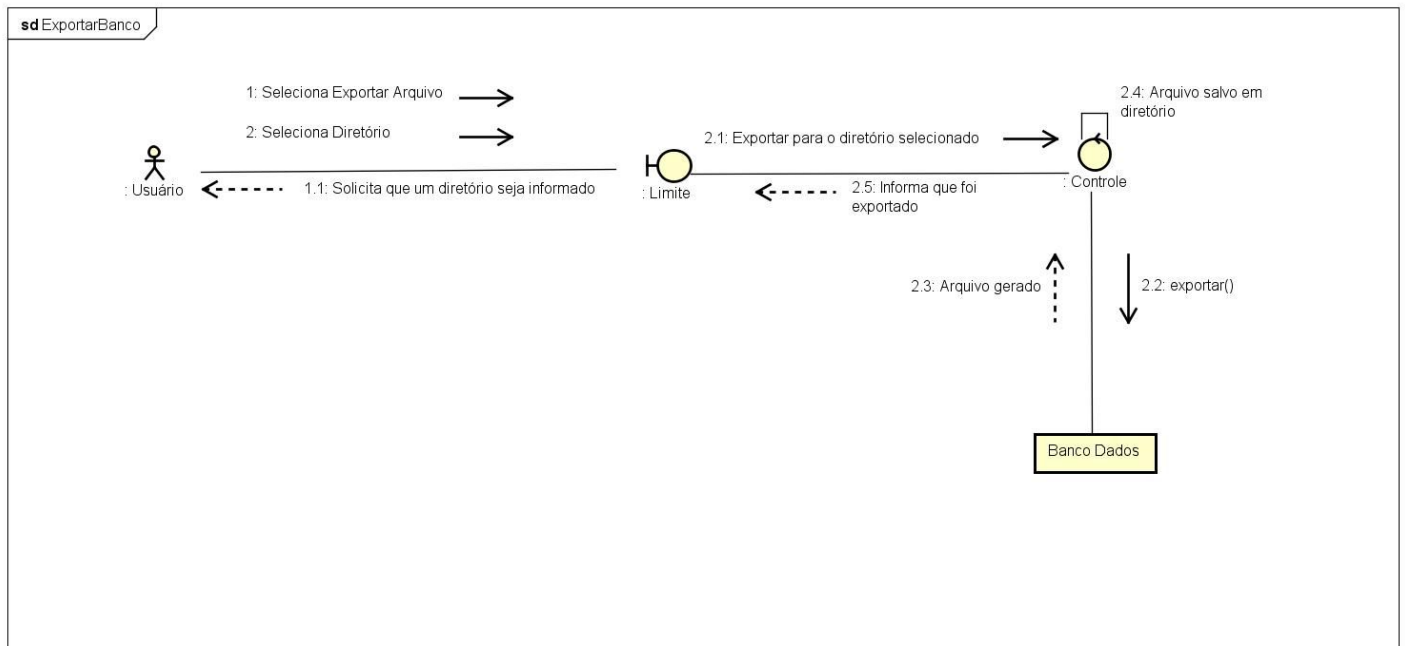 sd ExportarBanco
1: Seleciona Exportar Arquivo
2: Seleciona Diretório
2.4: Arquivo salvo em
diretório
2.1: Exportar para o diretório selecionado
: Usuário
1.1: Solicita que um diretório seja informado
: Limite
2.5: Informa que foi
exportado
: Controle
2.3: Arquivo gerado
2.2: exportar()
Banco Dados